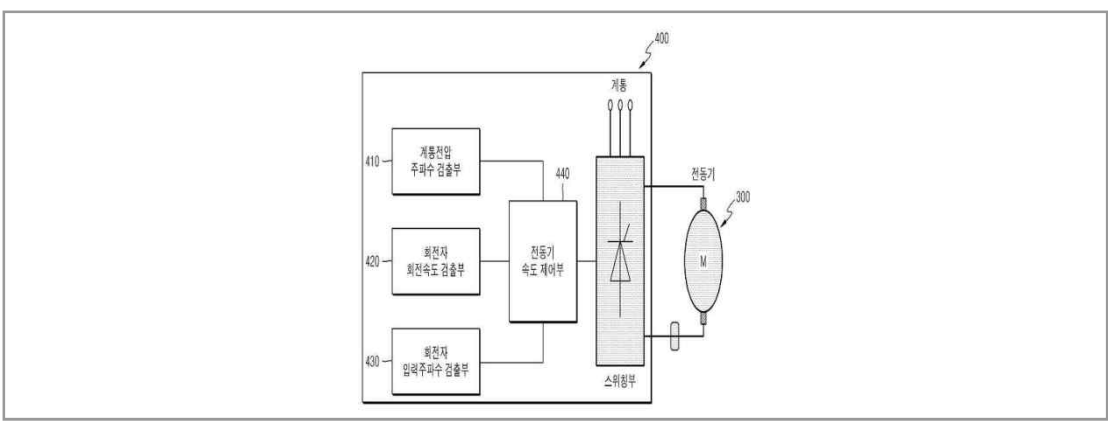 400
계통
410
계통전압
주파수 검출부
440
전동기
300
420
회전자
회전속도 검출부
전동기
속도 제어부
M
430
회전자
입력주파수 검출부
스위칭부